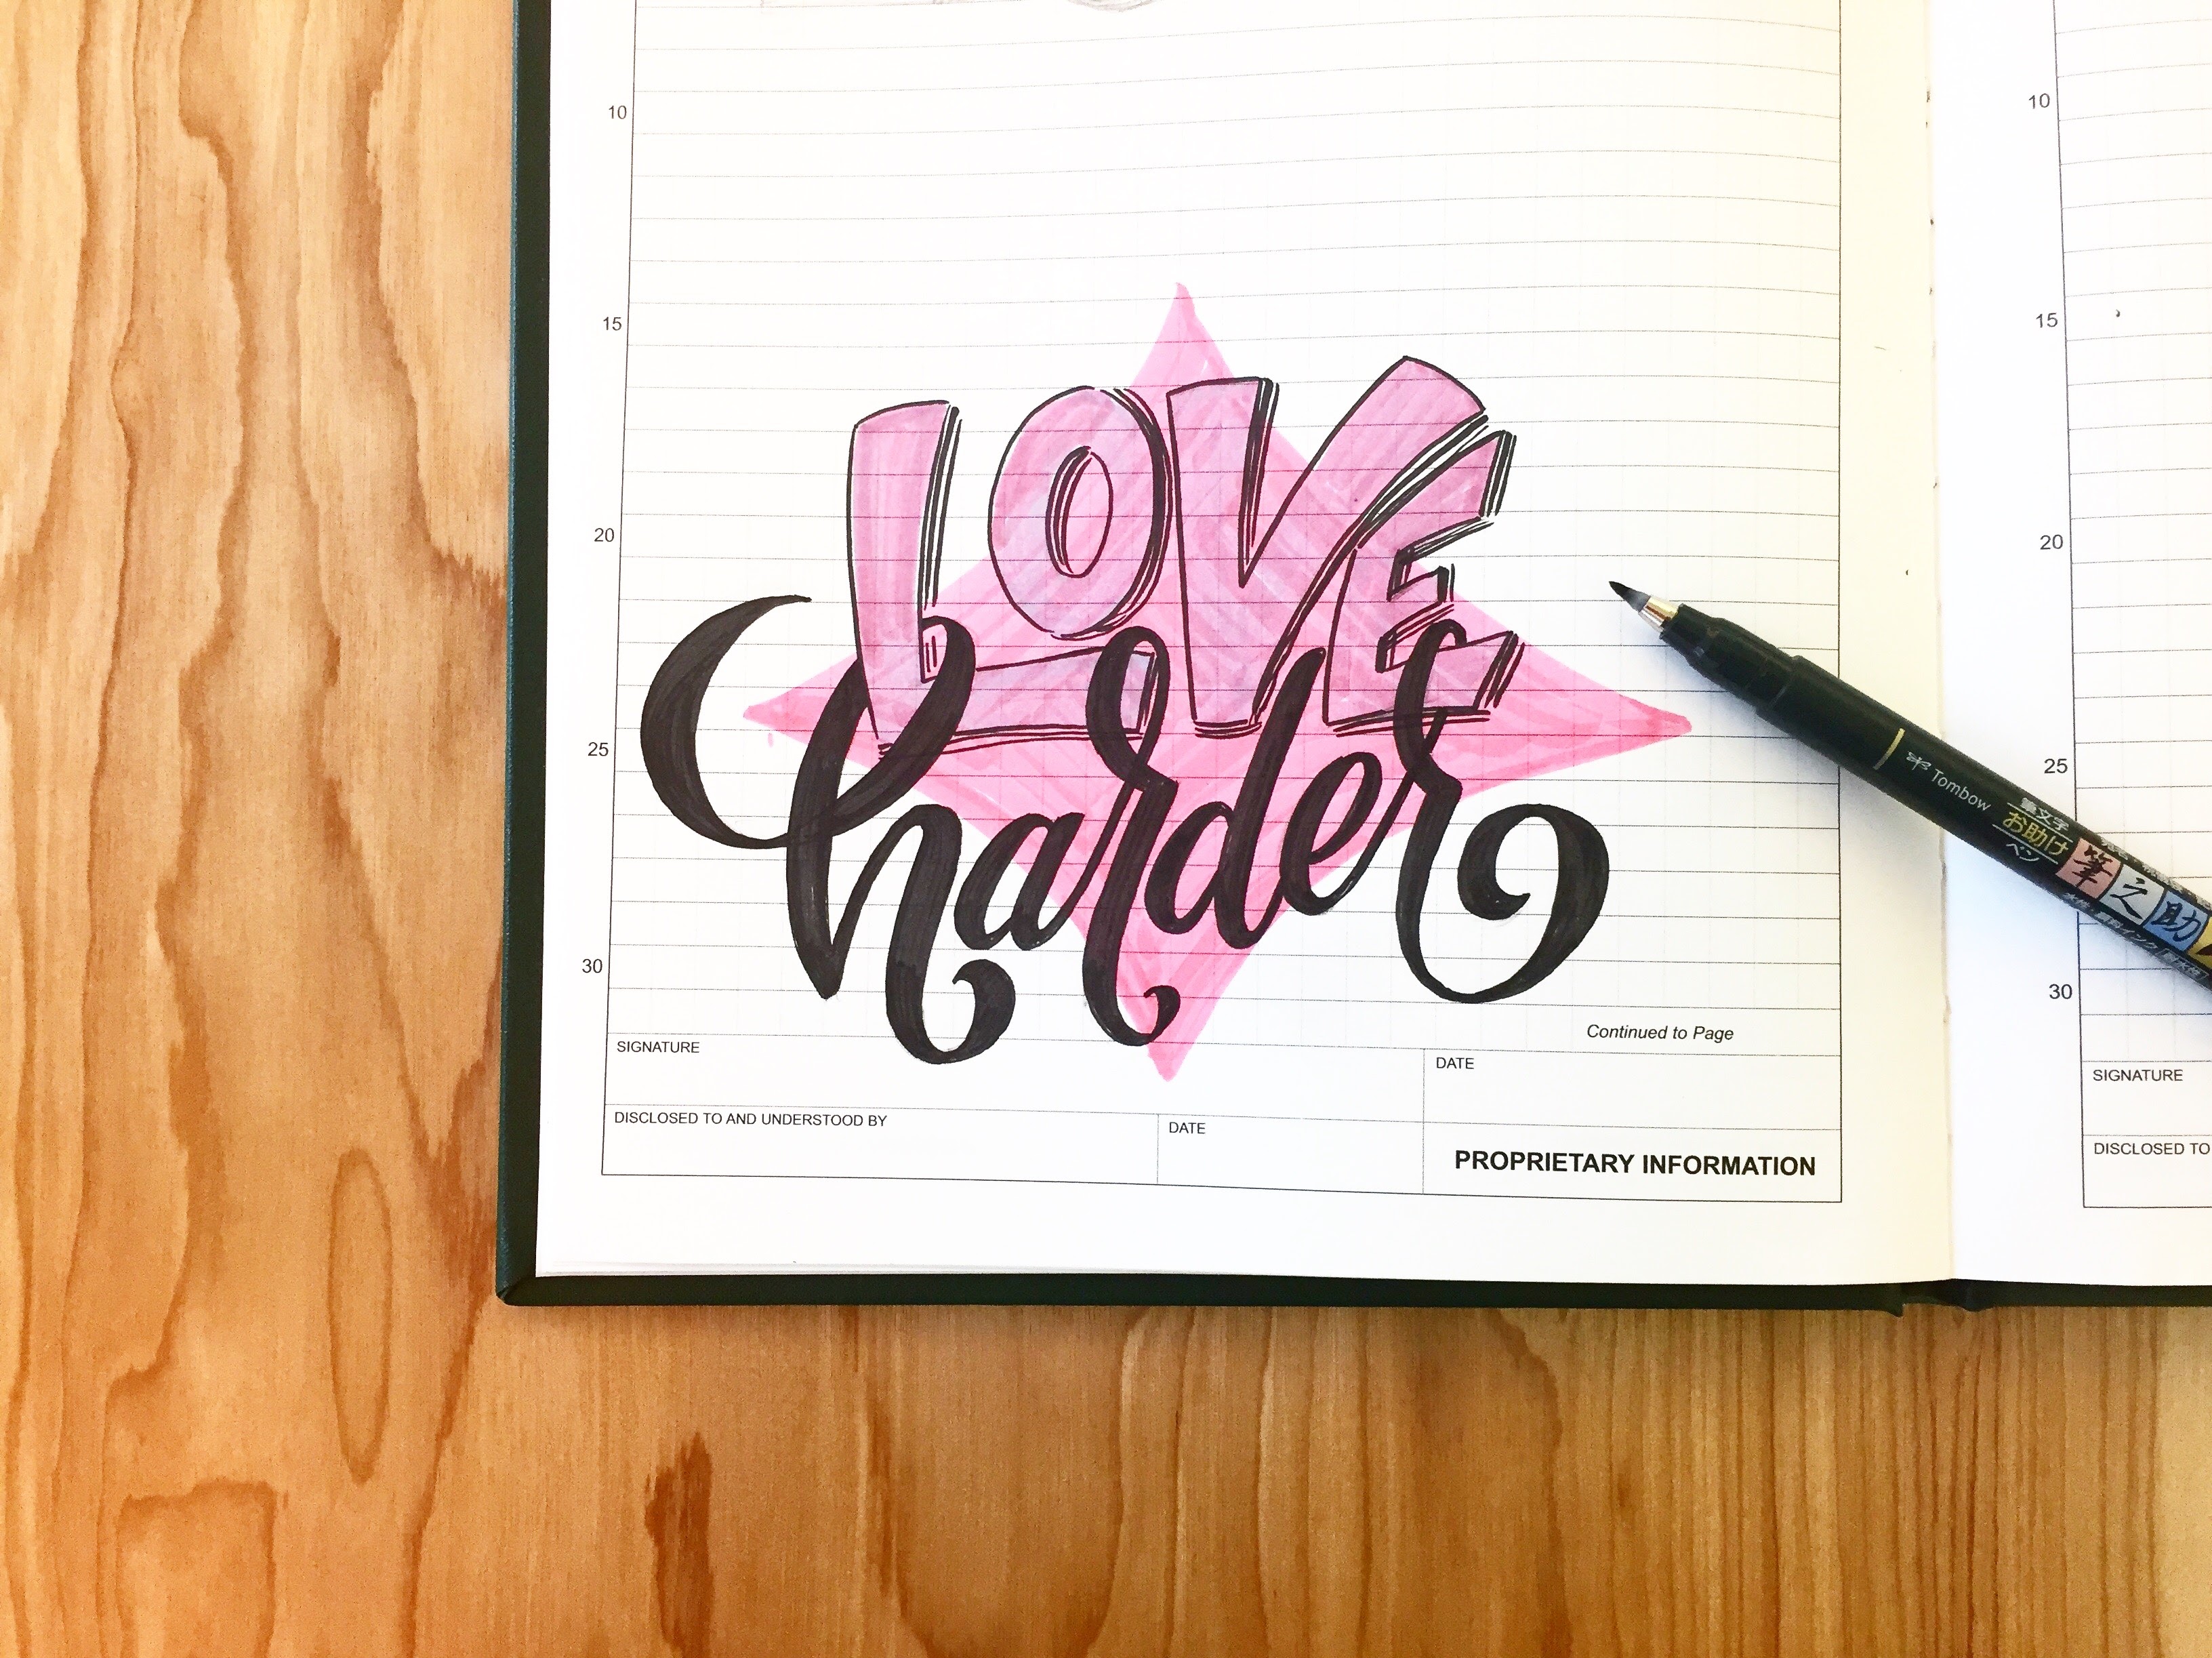 10
15
LOVE
20
harder
25
30
Continued to Page
SIGNATURE
DATE
DISCLOSED TO AND UNDERSTOOD BY
DATE
PROPRIETARY INFORMATION
Tombow
筆文字
お助け
ペン
筆之助
10
15
20
25
30
SIGNATURE
DISCLOSED TO